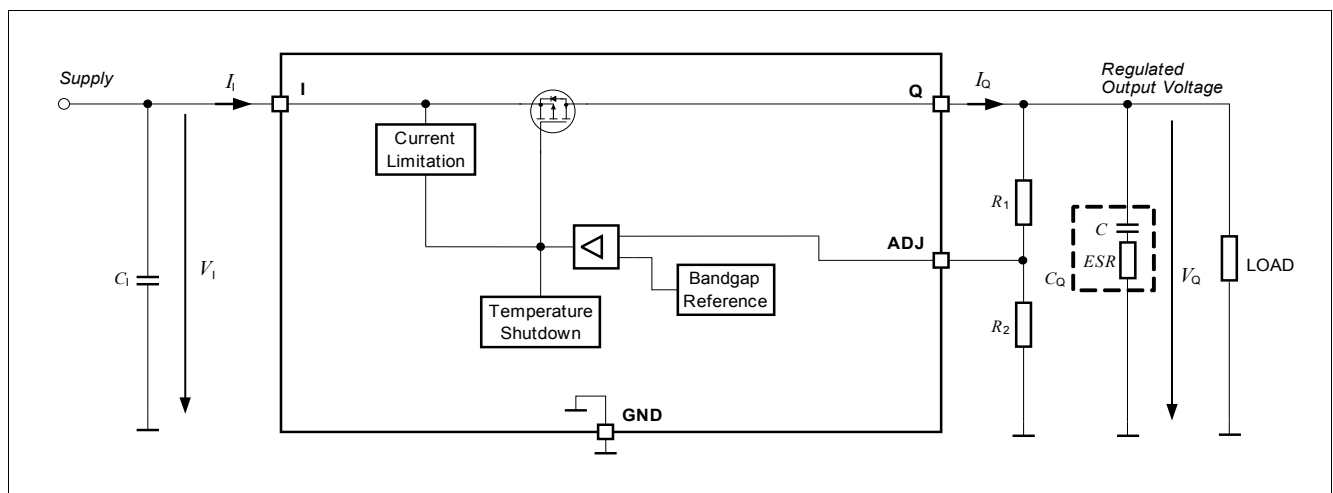 Supply
I_I
I
Q
I_Q
Regulated
Output Voltage
Current
Limitation
R_1
ADJ
C
ESR
C_I
V_I
Bandgap
Reference
C_Q
V_Q
LOAD
Temperature
Shutdown
R_2
GND